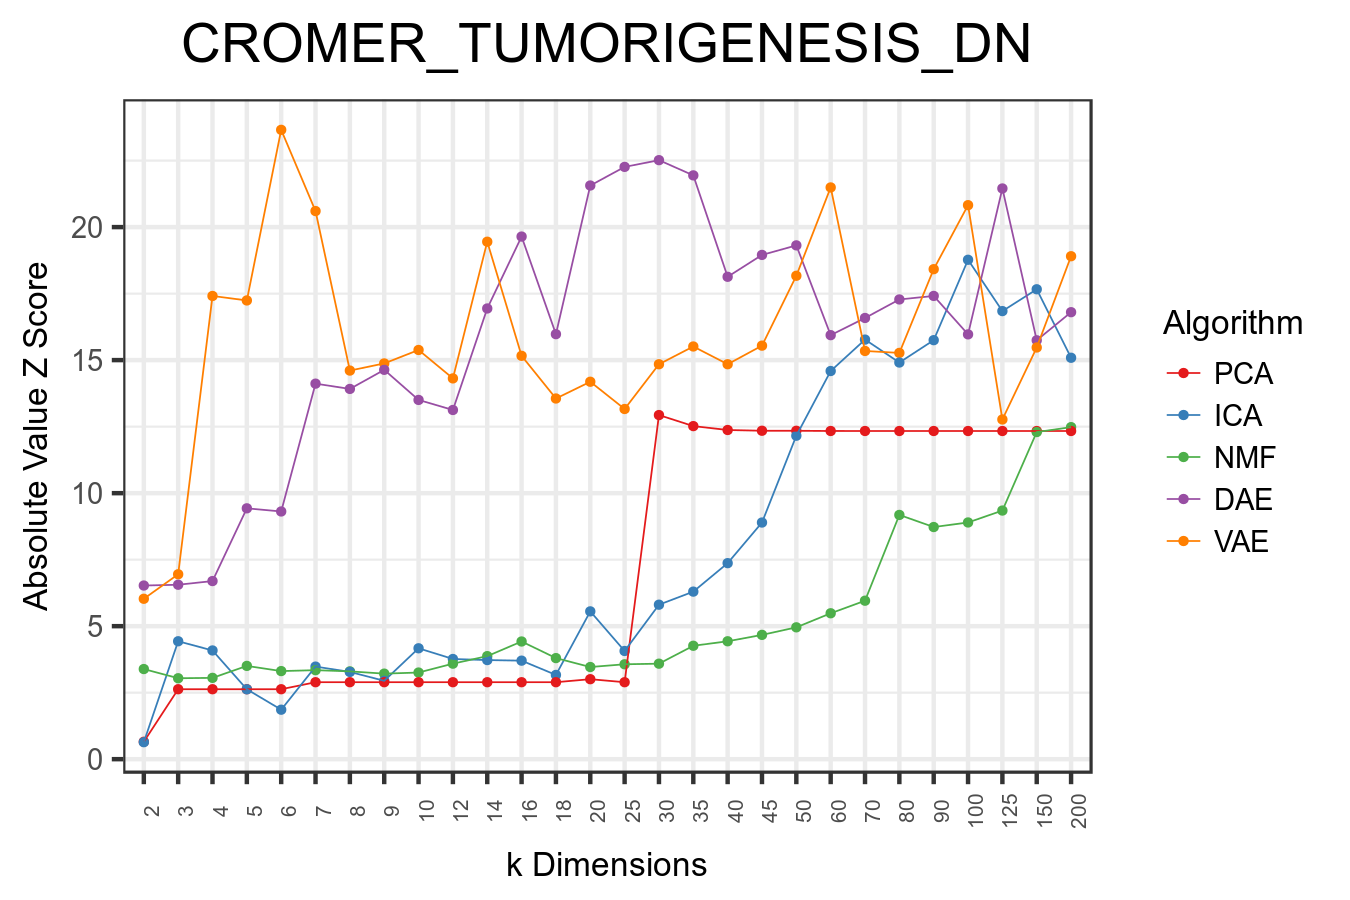 CROMER_TUMORIGENESIS_DN
Absolute Value Z Score
20
15
10
5
0
2 3 4 5 6 7 8 9 10 12 14 16 18 20 25 30 35 40 45 50 60 70 80 90 100 125 150 200
k Dimensions
Algorithm
PCA
ICA
NMF
DAE
VAE